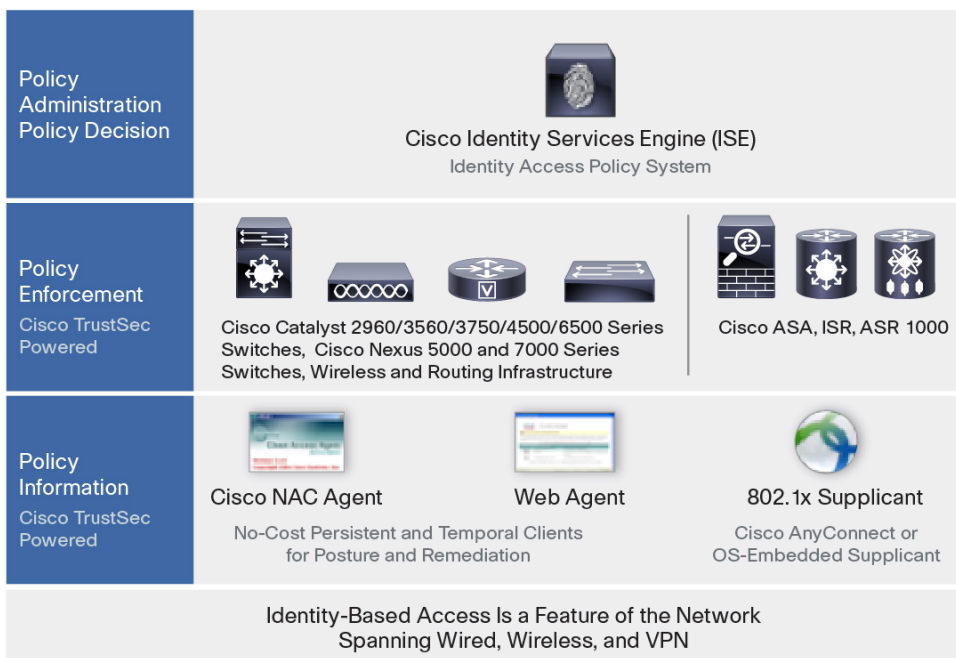 Policy
Administration
Policy Decision
Cisco Identity Services Engine (ISE)
Identity Access Policy System
Policy
Enforcement
Cisco TrustSec
Powered
V
Cisco Catalyst 2960/3560/3750/4500/6500 Series
Switches, Cisco Nexus 5000 and 7000 Series
Switches, Wireless and Routing Infrastructure
Cisco ASA, ISR, ASR 1000
Policy
Information
Cisco TrustSec
Powered
Clean Access Agent
Cisco NAC Agent
Web Agent
802.1x Supplicant
No-Cost Persistent and Temporal Clients
for Posture and Remediation
Cisco AnyConnect or
OS-Embedded Supplicant
Identity-Based Access Is a Feature of the Network
Spanning Wired, Wireless, and VPN